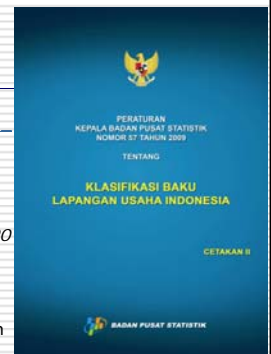 PERATURAN
KEPALA BADAN PUSAT STATISTIK
NOMOR 57 TAHUN 2009
TENTANG
KLASIFIKASI BAKU
LAPANGAN USAHA INDONESIA
CETAKAN II
BADAN PUSAT STATISTIK